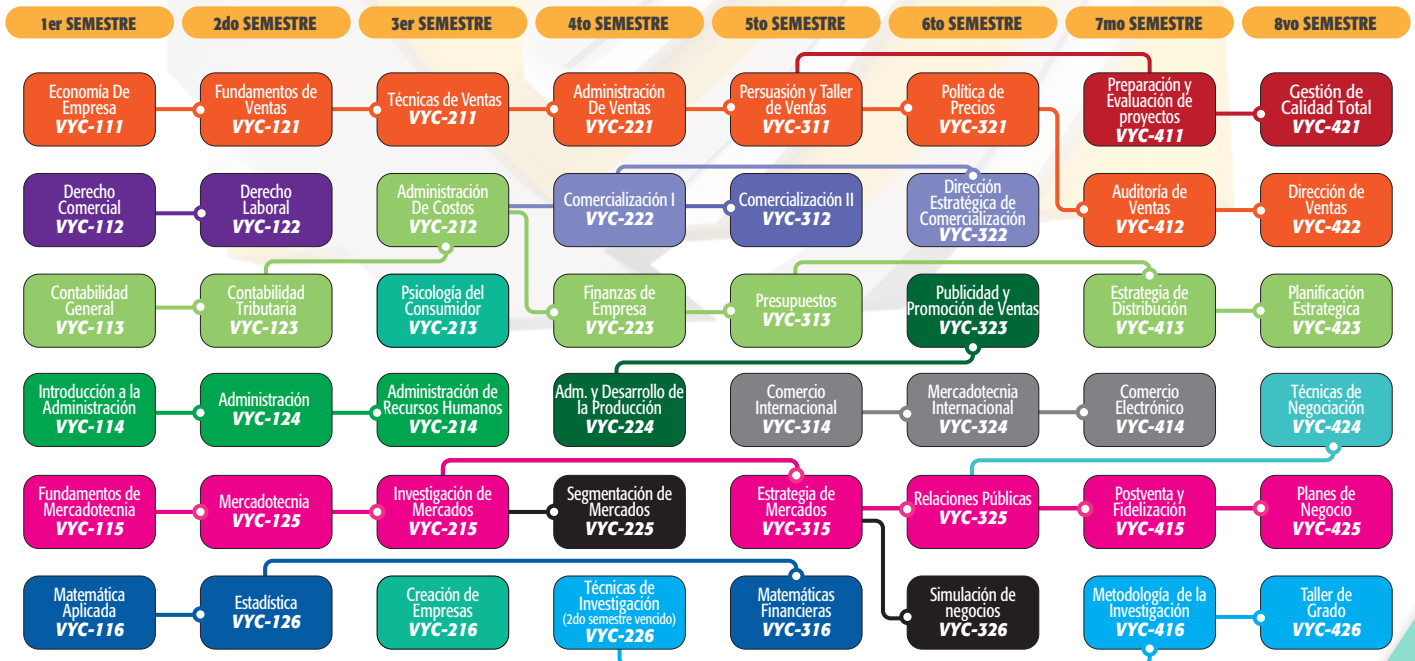 1er SEMESTRE
2do SEMESTRE
3er SEMESTRE
4to SEMESTRE
5to SEMESTRE
6to SEMESTRE
7mo SEMESTRE
8vo SEMESTRE
Economía De
Empresa
VYC-111
Fundamentos de
Ventas
VYC-121
Técnicas de Ventas
VYC-211
Administración
De Ventas
VYC-221
Persuasión y Taller
de Ventas
VYC-311
Política de
Precios
VYC-321
Preparación y
Evaluación de
proyectos
VYC-411
Gestión de
Calidad Total
VYC-421
Derecho
Comercial
VYC-112
Derecho
Laboral
VYC-122
Administración
De Costos
VYC-212
Comercialización I
VYC-222
Comercialización II
VYC-312
Dirección
Estratégica de
Comercialización
VYC-322
Auditoría de
Ventas
VYC-412
Dirección de
Ventas
VYC-422
Contabilidad
General
VYC-113
Contabilidad
Tributaria
VYC-123
Psicología del
Consumidor
VYC-213
Finanzas de
Empresa
VYC-223
Presupuestos
VYC-313
Publicidad y
Promoción de Ventas
VYC-323
Estrategia de
Distribución
VYC-413
Planificación
Estrategica
VYC-423
Introducción a la
Administración
VYC-114
Administración
VYC-124
Administración de
Recursos Humanos
VYC-214
Adm. y Desarrollo de
la Producción
VYC-224
Comercio
Internacional
VYC-314
Mercadotecnia
Internacional
VYC-324
Comercio
Electrónico
VYC-414
Técnicas de
Negociación
VYC-424
Fundamentos de
Mercadotecnia
VYC-115
Mercadotecnia
VYC-125
Investigación de
Mercados
VYC-215
Segmentación de
Mercados
VYC-225
Estrategia de
Mercados
VYC-315
Relaciones Públicas
VYC-325
Postventa y
Fidelización
VYC-415
Planes de
Negocio
VYC-425
Matemática
Aplicada
VYC-116
Estadística
VYC-126
Creación de
Empresas
VYC-216
Técnicas de
Investigación
(2do semestre vencido)
VYC-226
Matemáticas
Financieras
VYC-316
Simulación de
negocios
VYC-326
Metodología de la
Investigación
VYC-416
Taller de
Grado
VYC-426